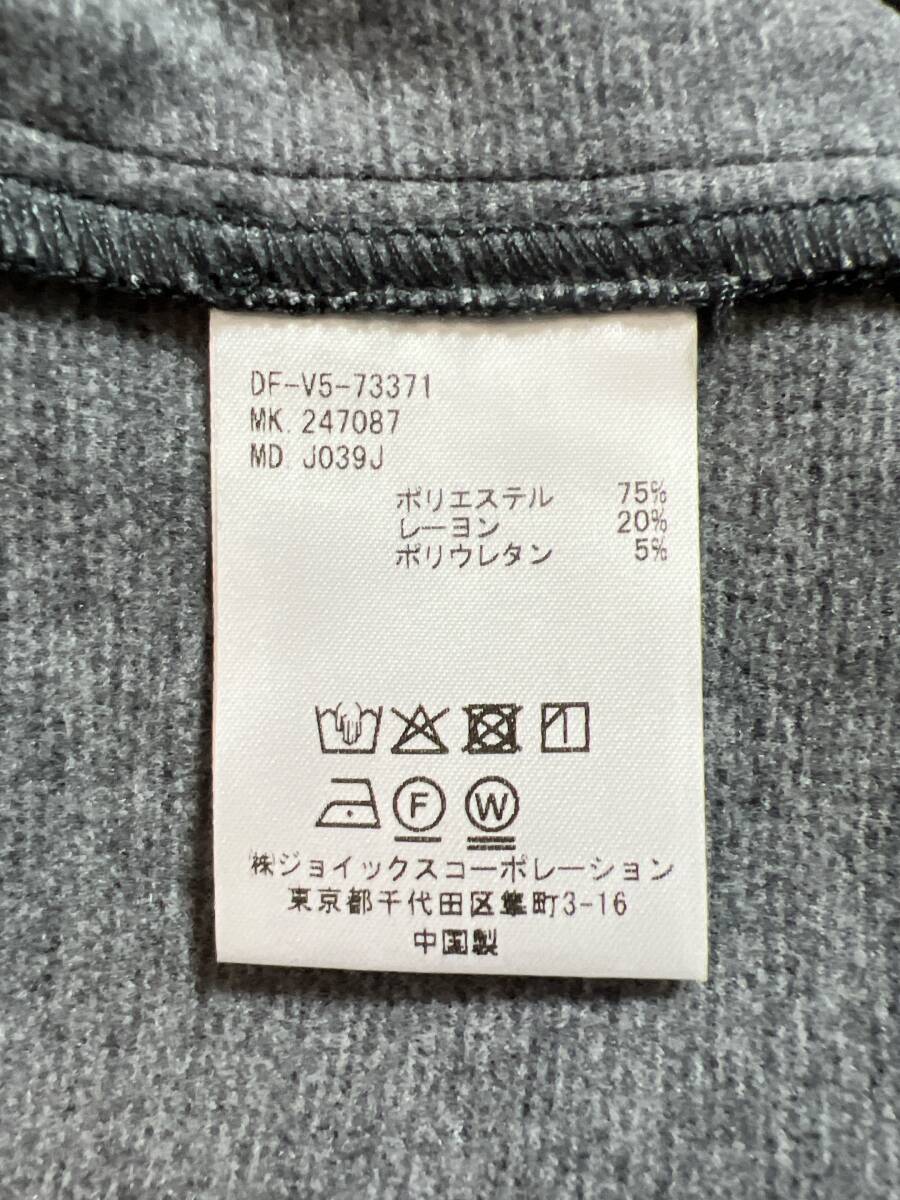 DF-V5-73371
MK. 247087
MD. J039J
ポリエステル 75%
レーヨン 20%
ポリウレタン 5%
F W
㈱ジョイックスコーポレーション
東京都千代田区隼町3-16
中国製